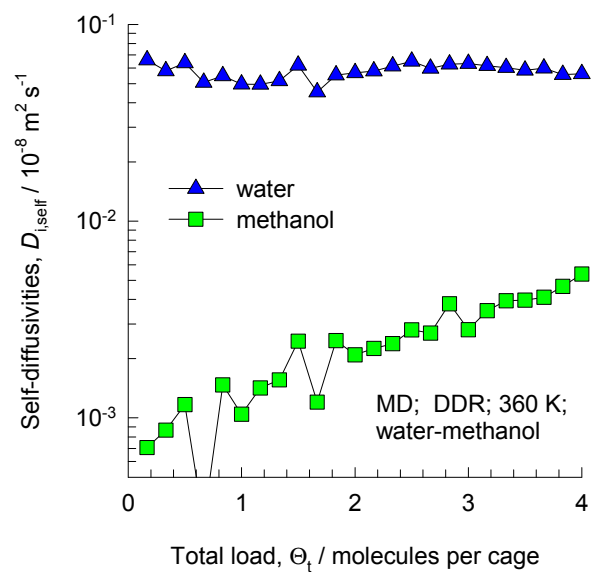 10⁻¹
10⁻²
10⁻³
Self-diffusivities, D_i,self / 10⁻⁸ m² s⁻¹
water
methanol
MD; DDR; 360 K;
water-methanol
0 1 2 3 4
Total load, Θ_t / molecules per cage